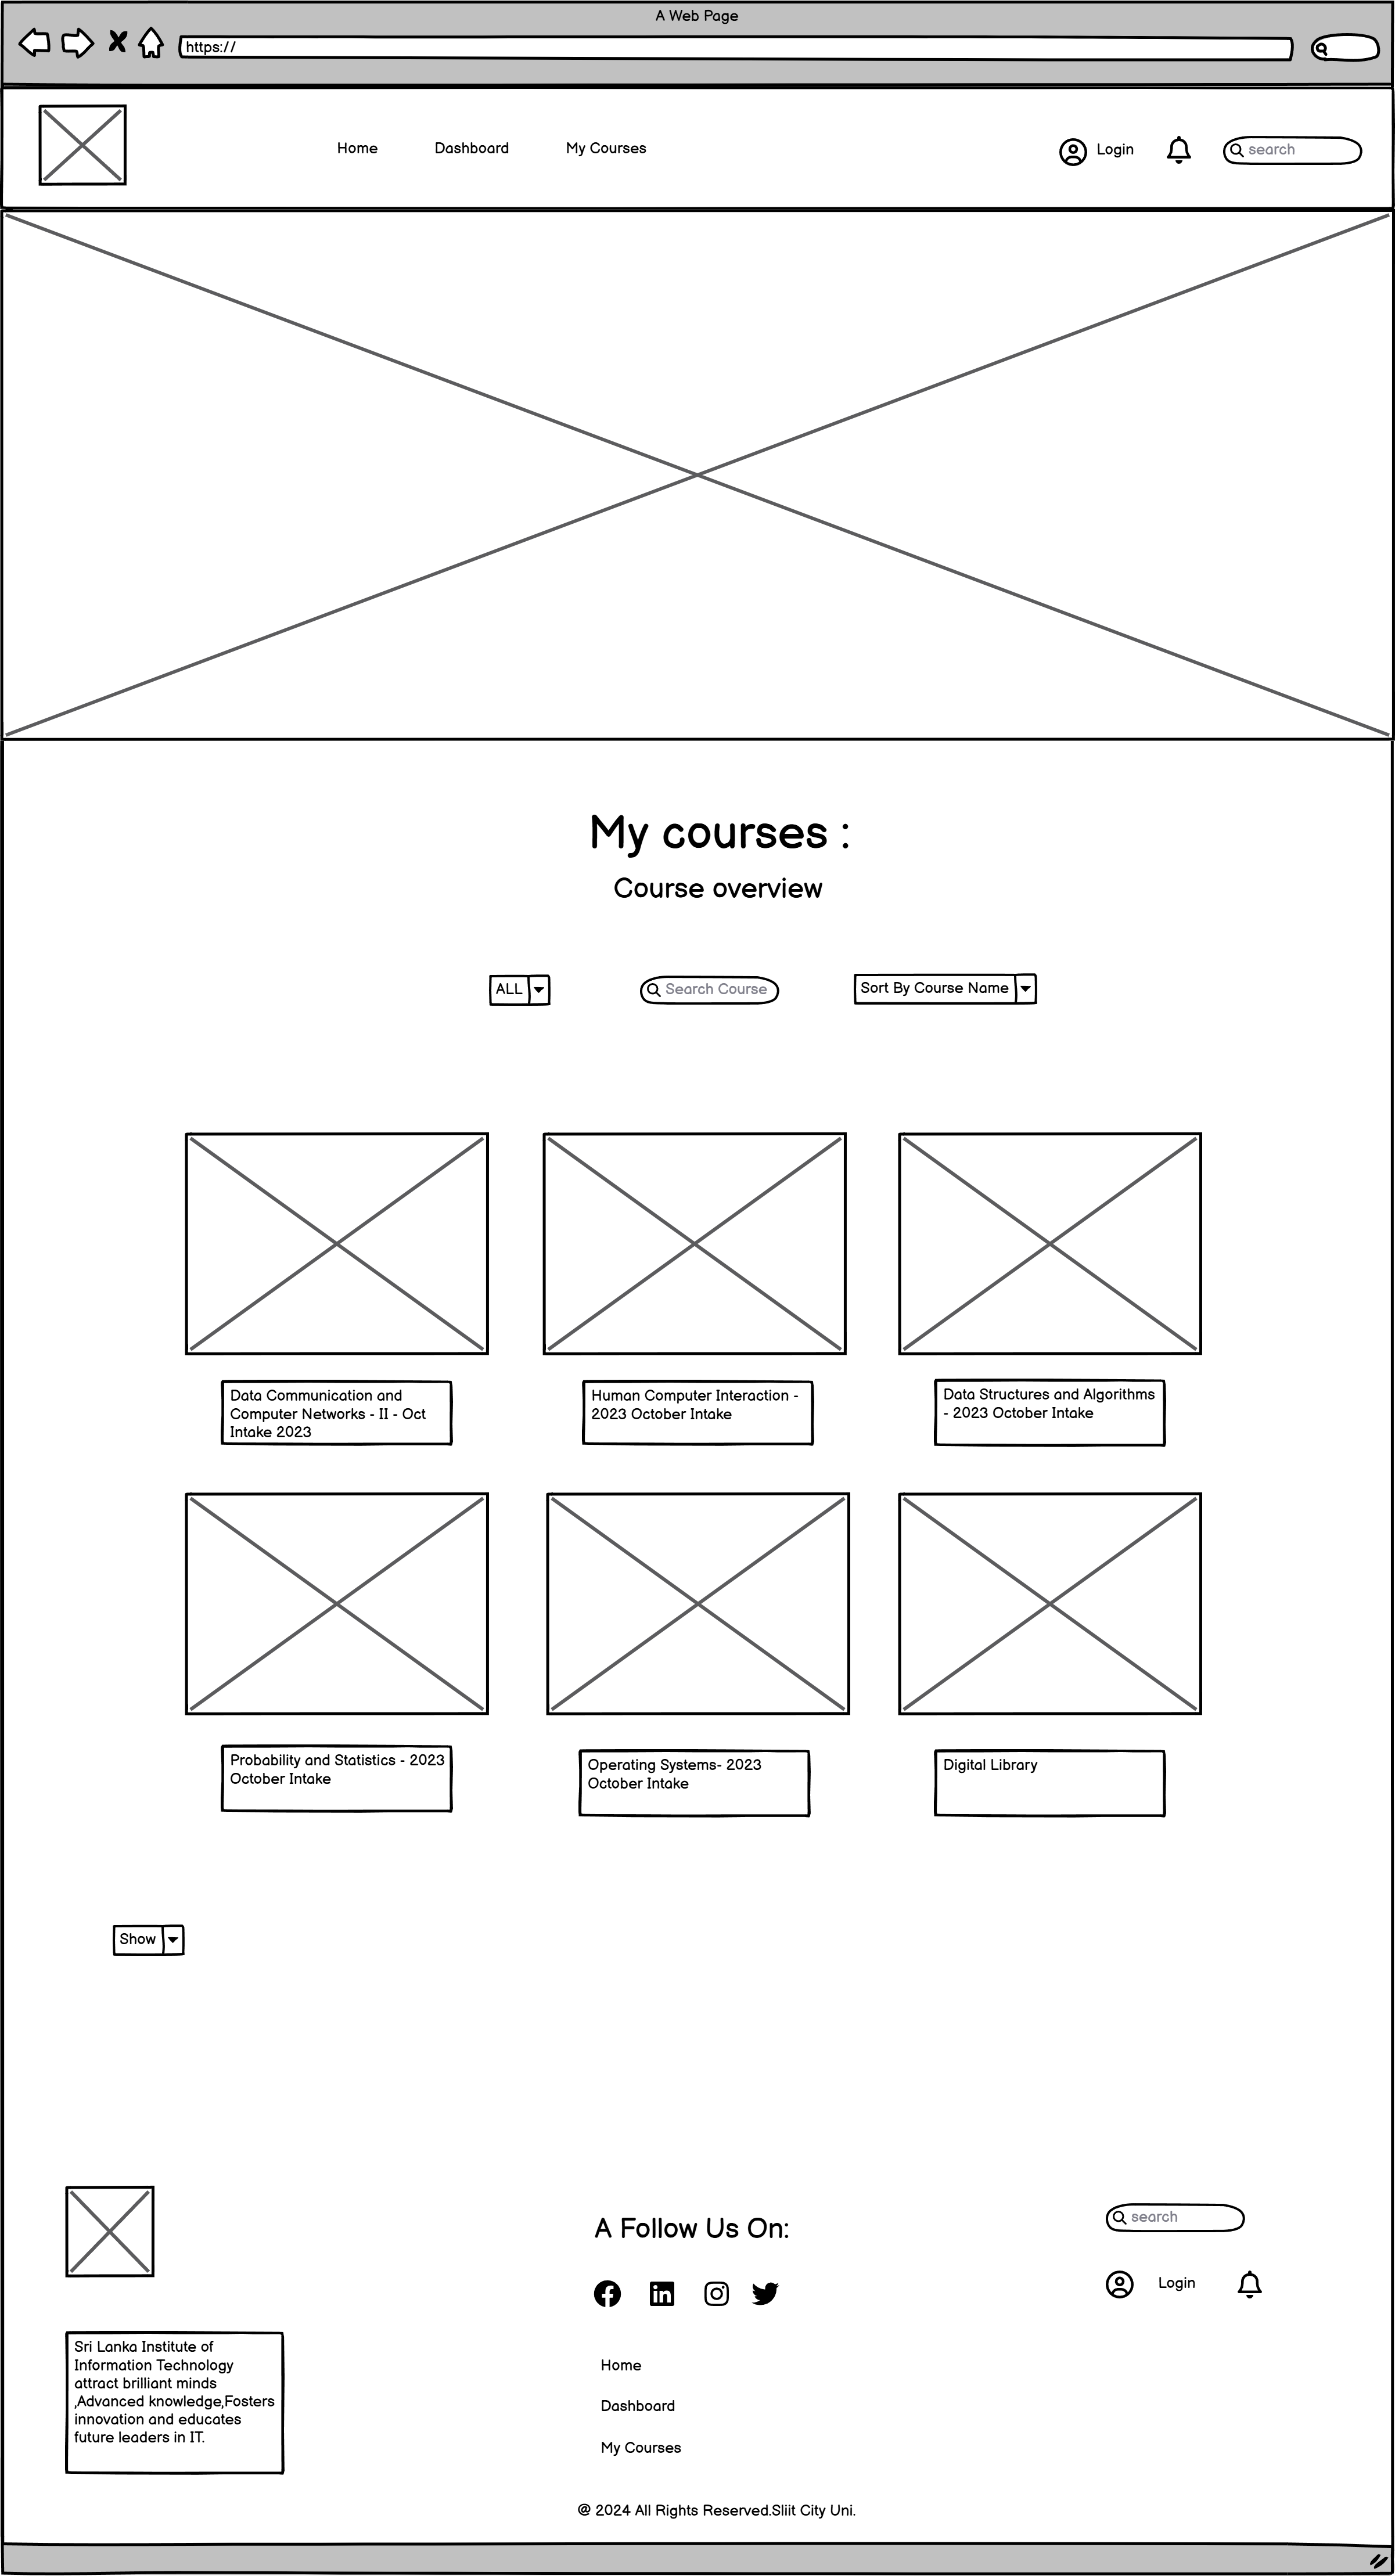 A Web Page
https://
Home Dashboard My Courses Login search
My courses :
Course overview
ALL Search Course Sort By Course Name
Data Communication and
Computer Networks - II - Oct
Intake 2023
Human Computer Interaction -
2023 October Intake
Data Structures and Algorithms
- 2023 October Intake
Probability and Statistics - 2023
October Intake
Operating Systems- 2023
October Intake
Digital Library
Show
Sri Lanka Institute of
Information Technology
attract brilliant minds
,Advanced knowledge,Fosters
innovation and educates
future leaders in IT.
A Follow Us On:
in
Home
Dashboard
My Courses
search
Login
@ 2024 All Rights Reserved.Sliit City Uni.